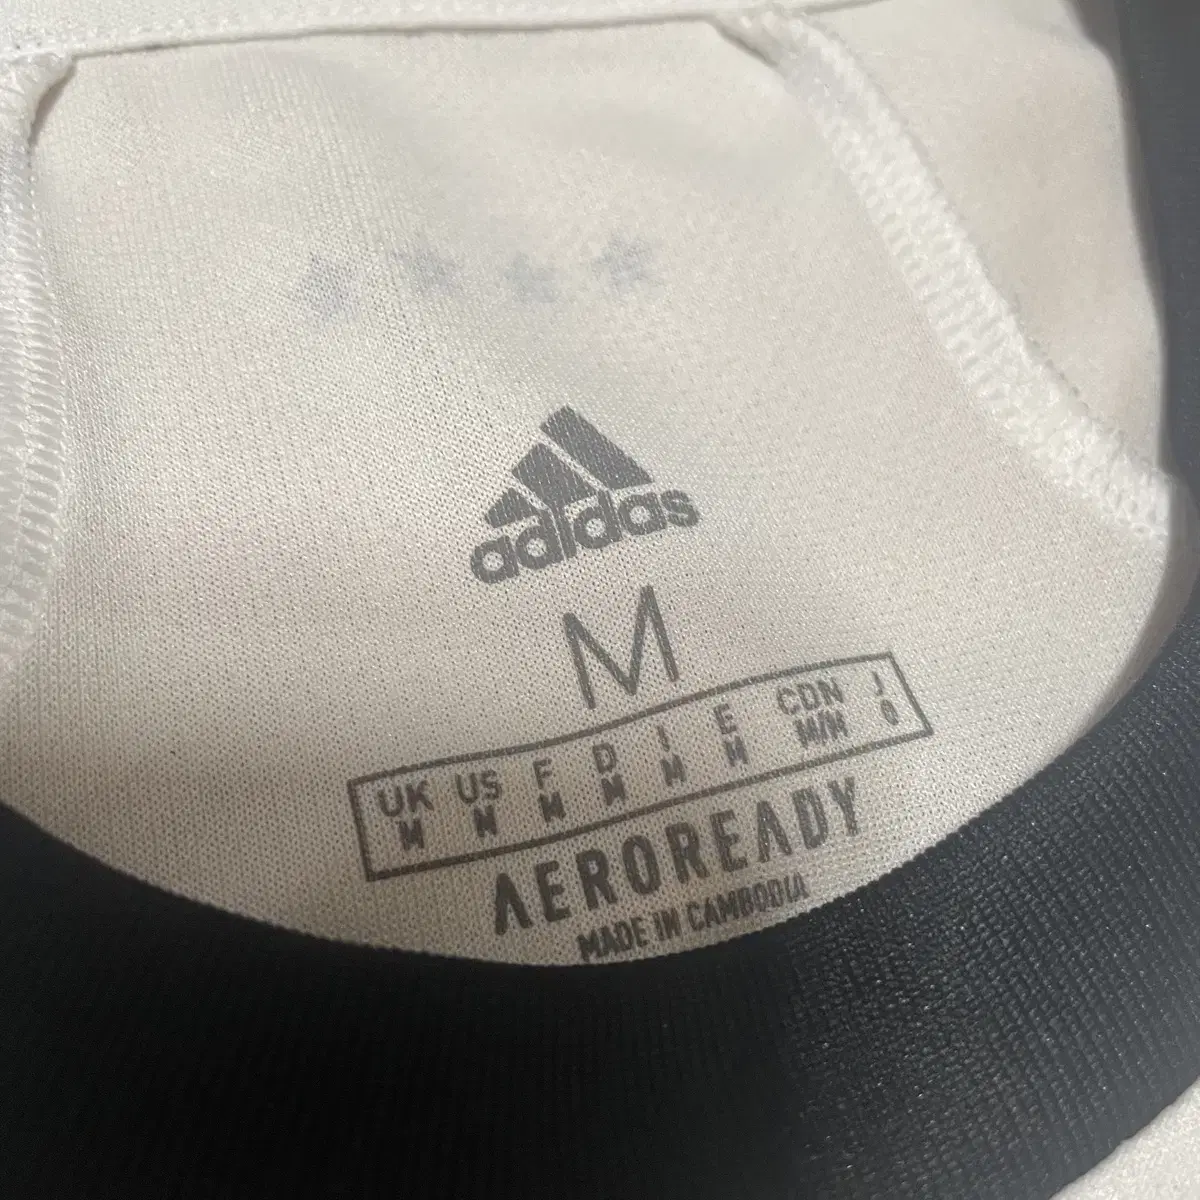 adidas
M
UK US F D I E CDN J
M M M M M M M/M O
AEROREADY
MADE IN CAMBODIA